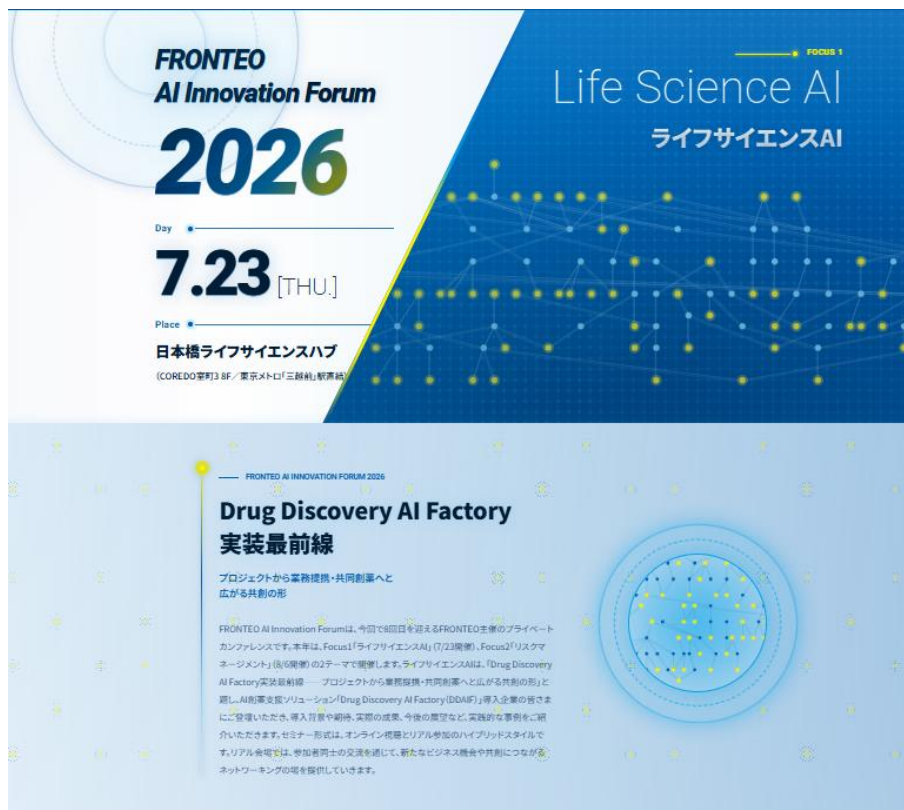 FRONTEO
AI Innovation Forum
2026
Day
7.23 [THU.]
Place
日本橋ライフサイエンスハブ
(COREDO室町3 8F/東京メトロ「三越前」駅直結)
FOCUS 1
Life Science AI
ライフサイエンスAI
FRONTEO AI INNOVATION FORUM 2026
Drug Discovery AI Factory
実装最前線
プロジェクトから業務提携・共同創薬へと
広がる共創の形
FRONTEO AI Innovation Forumは、今回で8回目を迎えるFRONTEO主催のプライベート
カンファレンスです。本年は、Focus1「ライフサイエンスAI」(7/23開催)、Focus2「リスクマ
ネージメント」(8/6開催)の2テーマで開催します。ライフサイエンスAIは、「Drug Discovery
AI Factory実装最前線――プロジェクトから業務提携・共同創薬へと広がる共創の形」と
題し、AI創薬支援ソリューション「Drug Discovery AI Factory(DDAIF)」導入企業の皆さま
にご登壇いただき、導入背景や期待、実際の成果、今後の展望など、実践的な事例をご紹
介いただきます。セミナー形式は、オンライン視聴とリアル参加のハイブリッドスタイルで
す。リアル会場では、参加者同士の交流を通じて、新たなビジネス機会や共創につながる
ネットワーキングの場を提供していきます。